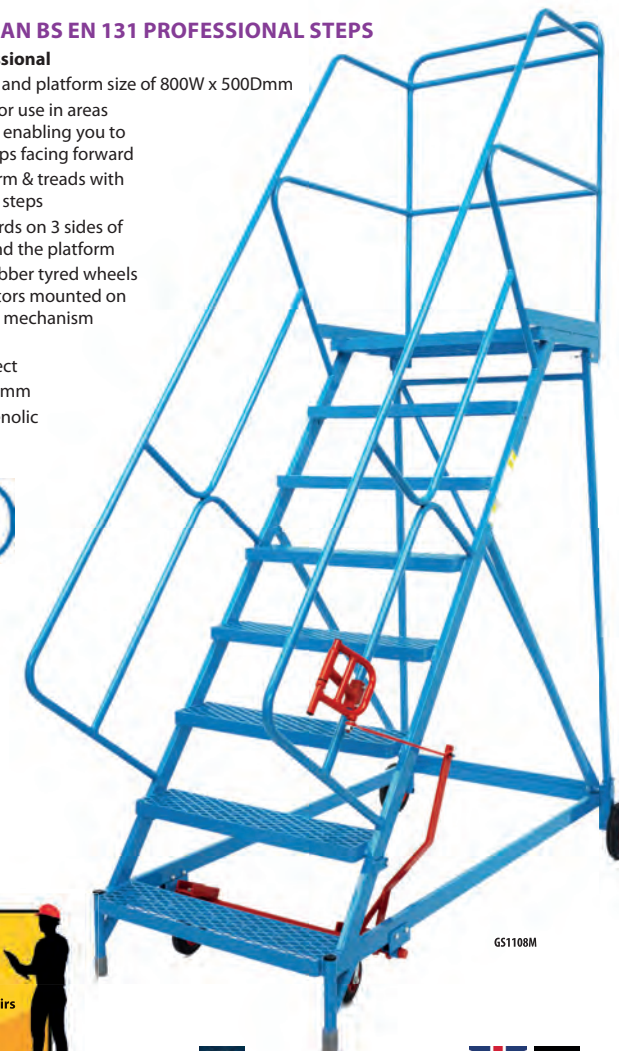 AN BS EN 131 PROFESSIONAL STEPS
ssional
and platform size of 800W x 500Dmm
or use in areas
enabling you to
ps facing forward
rm & treads with
steps
rds on 3 sides of
nd the platform
bber tyred wheels
tors mounted on
mechanism
ect
mm
nolic
GS1108M
irs